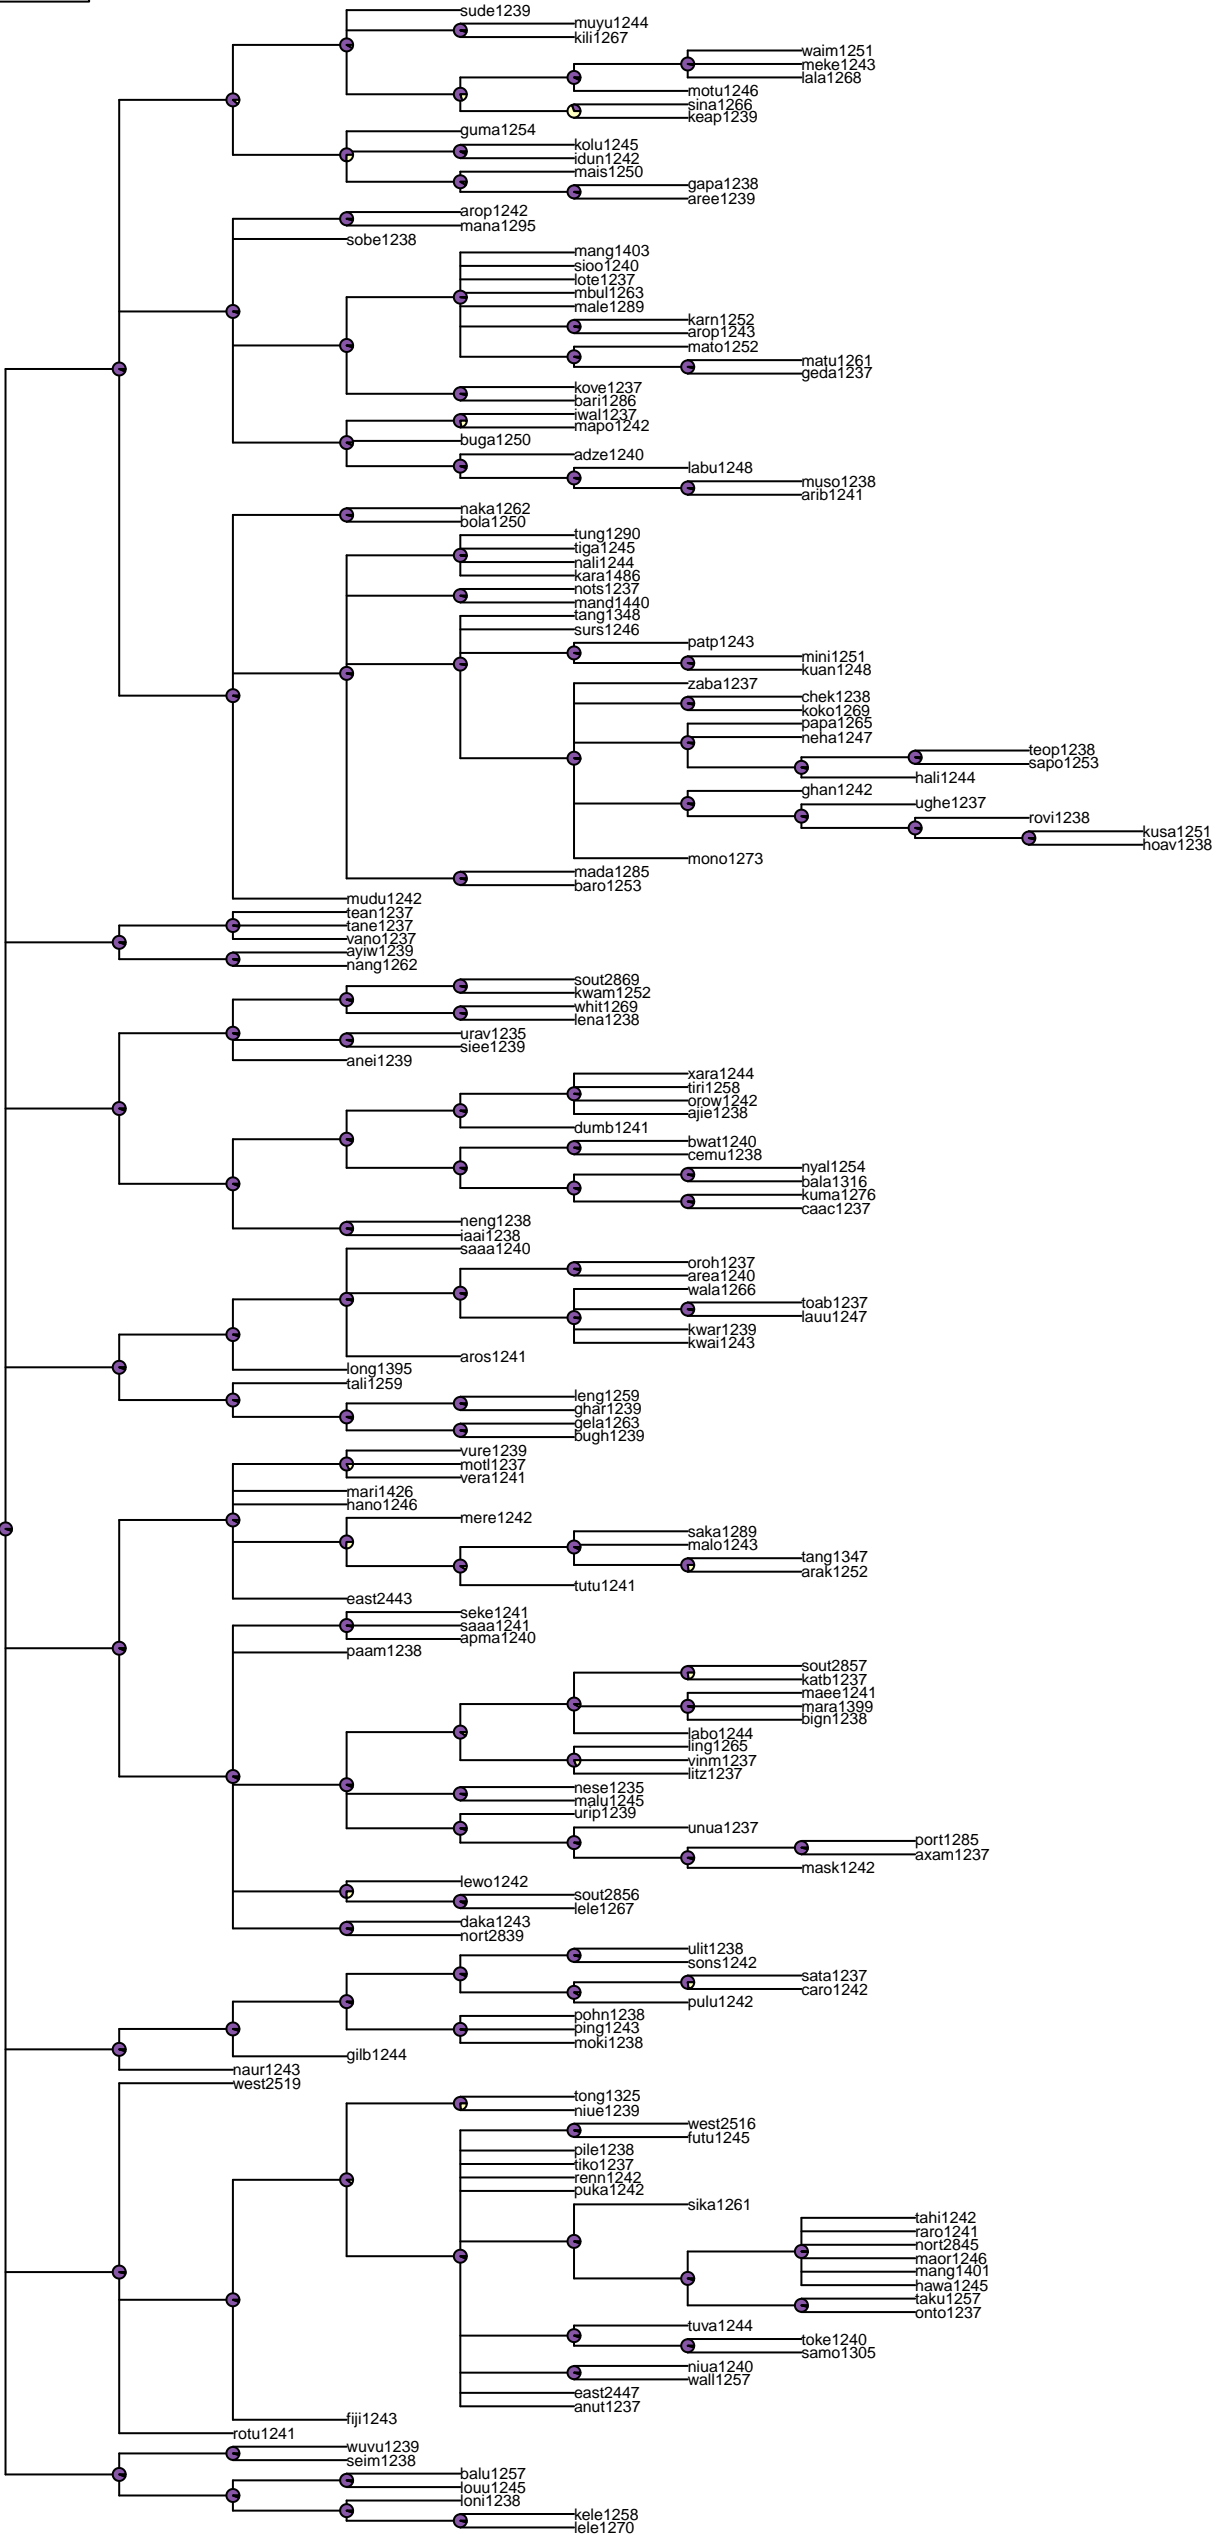 sude1239
muyu1244
kili1267
waim1251
meke1243
lala1268
motu1246
sina1266
keap1239
guma1254
kolu1245
idun1242
mais1250
gapa1238
aree1239
arop1242
mana1295
sobe1238
mang1403
sioo1240
lote1237
mbul1263
male1289
karn1252
arop1243
mato1252
matu1261
geda1237
kove1237
bari1286
iwal1237
mapo1242
buga1250
adze1240
labu1248
muso1238
arib1241
naka1262
bola1250
tung1290
tiga1245
nali1244
kara1486
nots1237
mand1440
tang1348
surs1246
patp1243
mini1251
kuan1248
zaba1237
chek1238
koko1269
papa1265
neha1247
teop1238
sapo1253
hali1244
ghan1242
ughe1237
rovi1238
kusa1251
hoav1238
mono1273
mada1285
baro1253
mudu1242
tean1237
tane1237
vano1237
ayiw1239
nang1262
sout2869
kwam1252
whit1269
lena1238
urav1235
siee1239
anei1239
xara1244
tiri1258
orow1242
ajie1238
dumb1241
bwat1240
cemu1238
nyal1254
bala1316
kuma1276
caac1237
neng1238
iaai1238
saaa1240
oroh1237
area1240
wala1266
toab1237
lauu1247
kwar1239
kwai1243
aros1241
long1395
tali1259
leng1259
ghar1239
gela1263
bugh1239
vure1239
motl1237
vera1241
mari1426
hano1246
mere1242
saka1289
malo1243
tang1347
arak1252
tutu1241
east2443
seke1241
saaa1241
apma1240
paam1238
sout2857
katb1237
maee1241
mara1399
bign1238
labo1244
ling1265
vinm1237
litz1237
nese1235
malu1245
urip1239
unua1237
port1285
axam1237
mask1242
lewo1242
sout2856
lele1267
daka1243
nort2839
ulit1238
sons1242
sata1237
caro1242
pulu1242
pohn1238
ping1243
moki1238
gilb1244
naur1243
west2519
tong1325
niue1239
west2516
futu1245
pile1238
tiko1237
renn1242
puka1242
sika1261
tahi1242
raro1241
nort2845
maor1246
mang1401
hawa1245
taku1257
onto1237
tuva1244
toke1240
samo1305
niua1240
wall1257
east2447
anut1237
fiji1243
rotu1241
wuvu1239
seim1238
balu1257
louu1245
loni1238
kele1258
lele1270